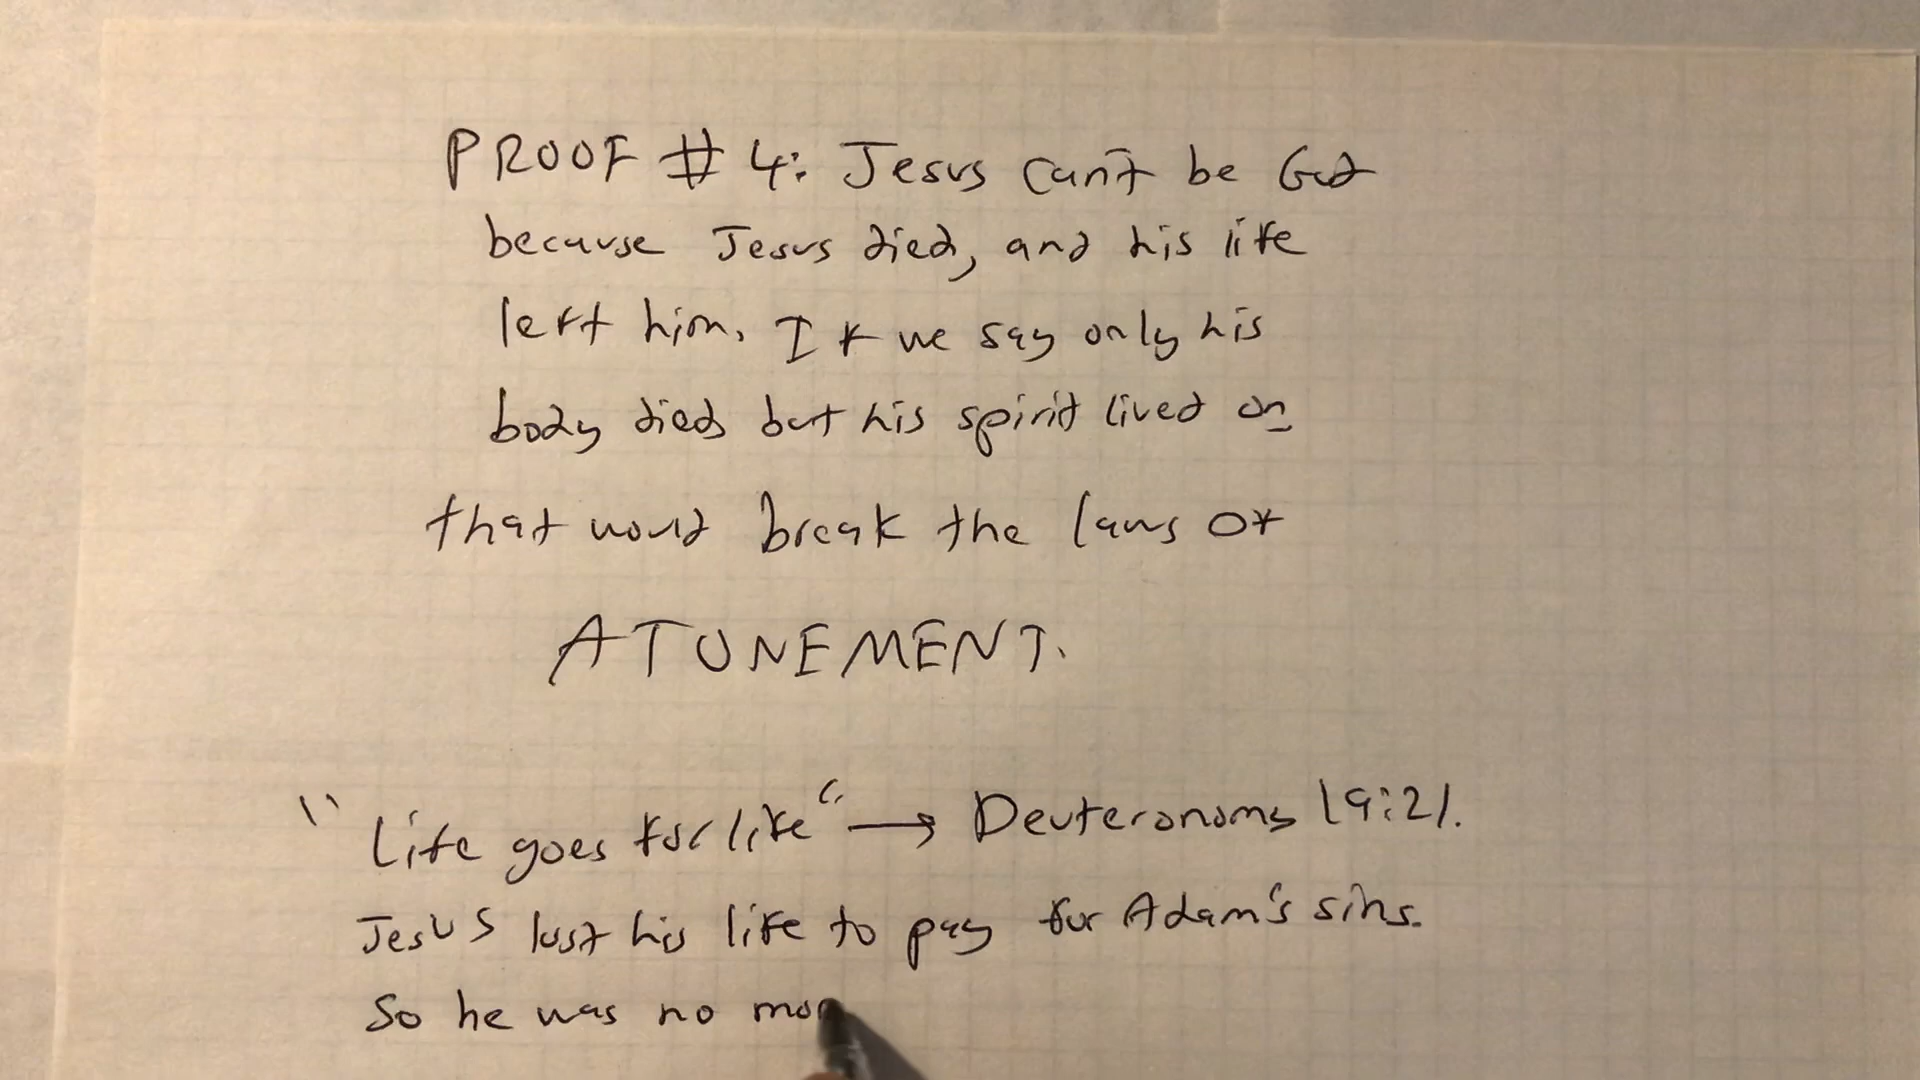 PROOF # 4: Jesus can't be God
because Jesus died, and his life
left him. If we say only his
body died but his spirit lived on
that would break the laws of
ATONEMENT.
"Life goes for life" → Deuteronomy 19:21.
Jesus lost his life to pay for Adam's sins.
So he was no mor